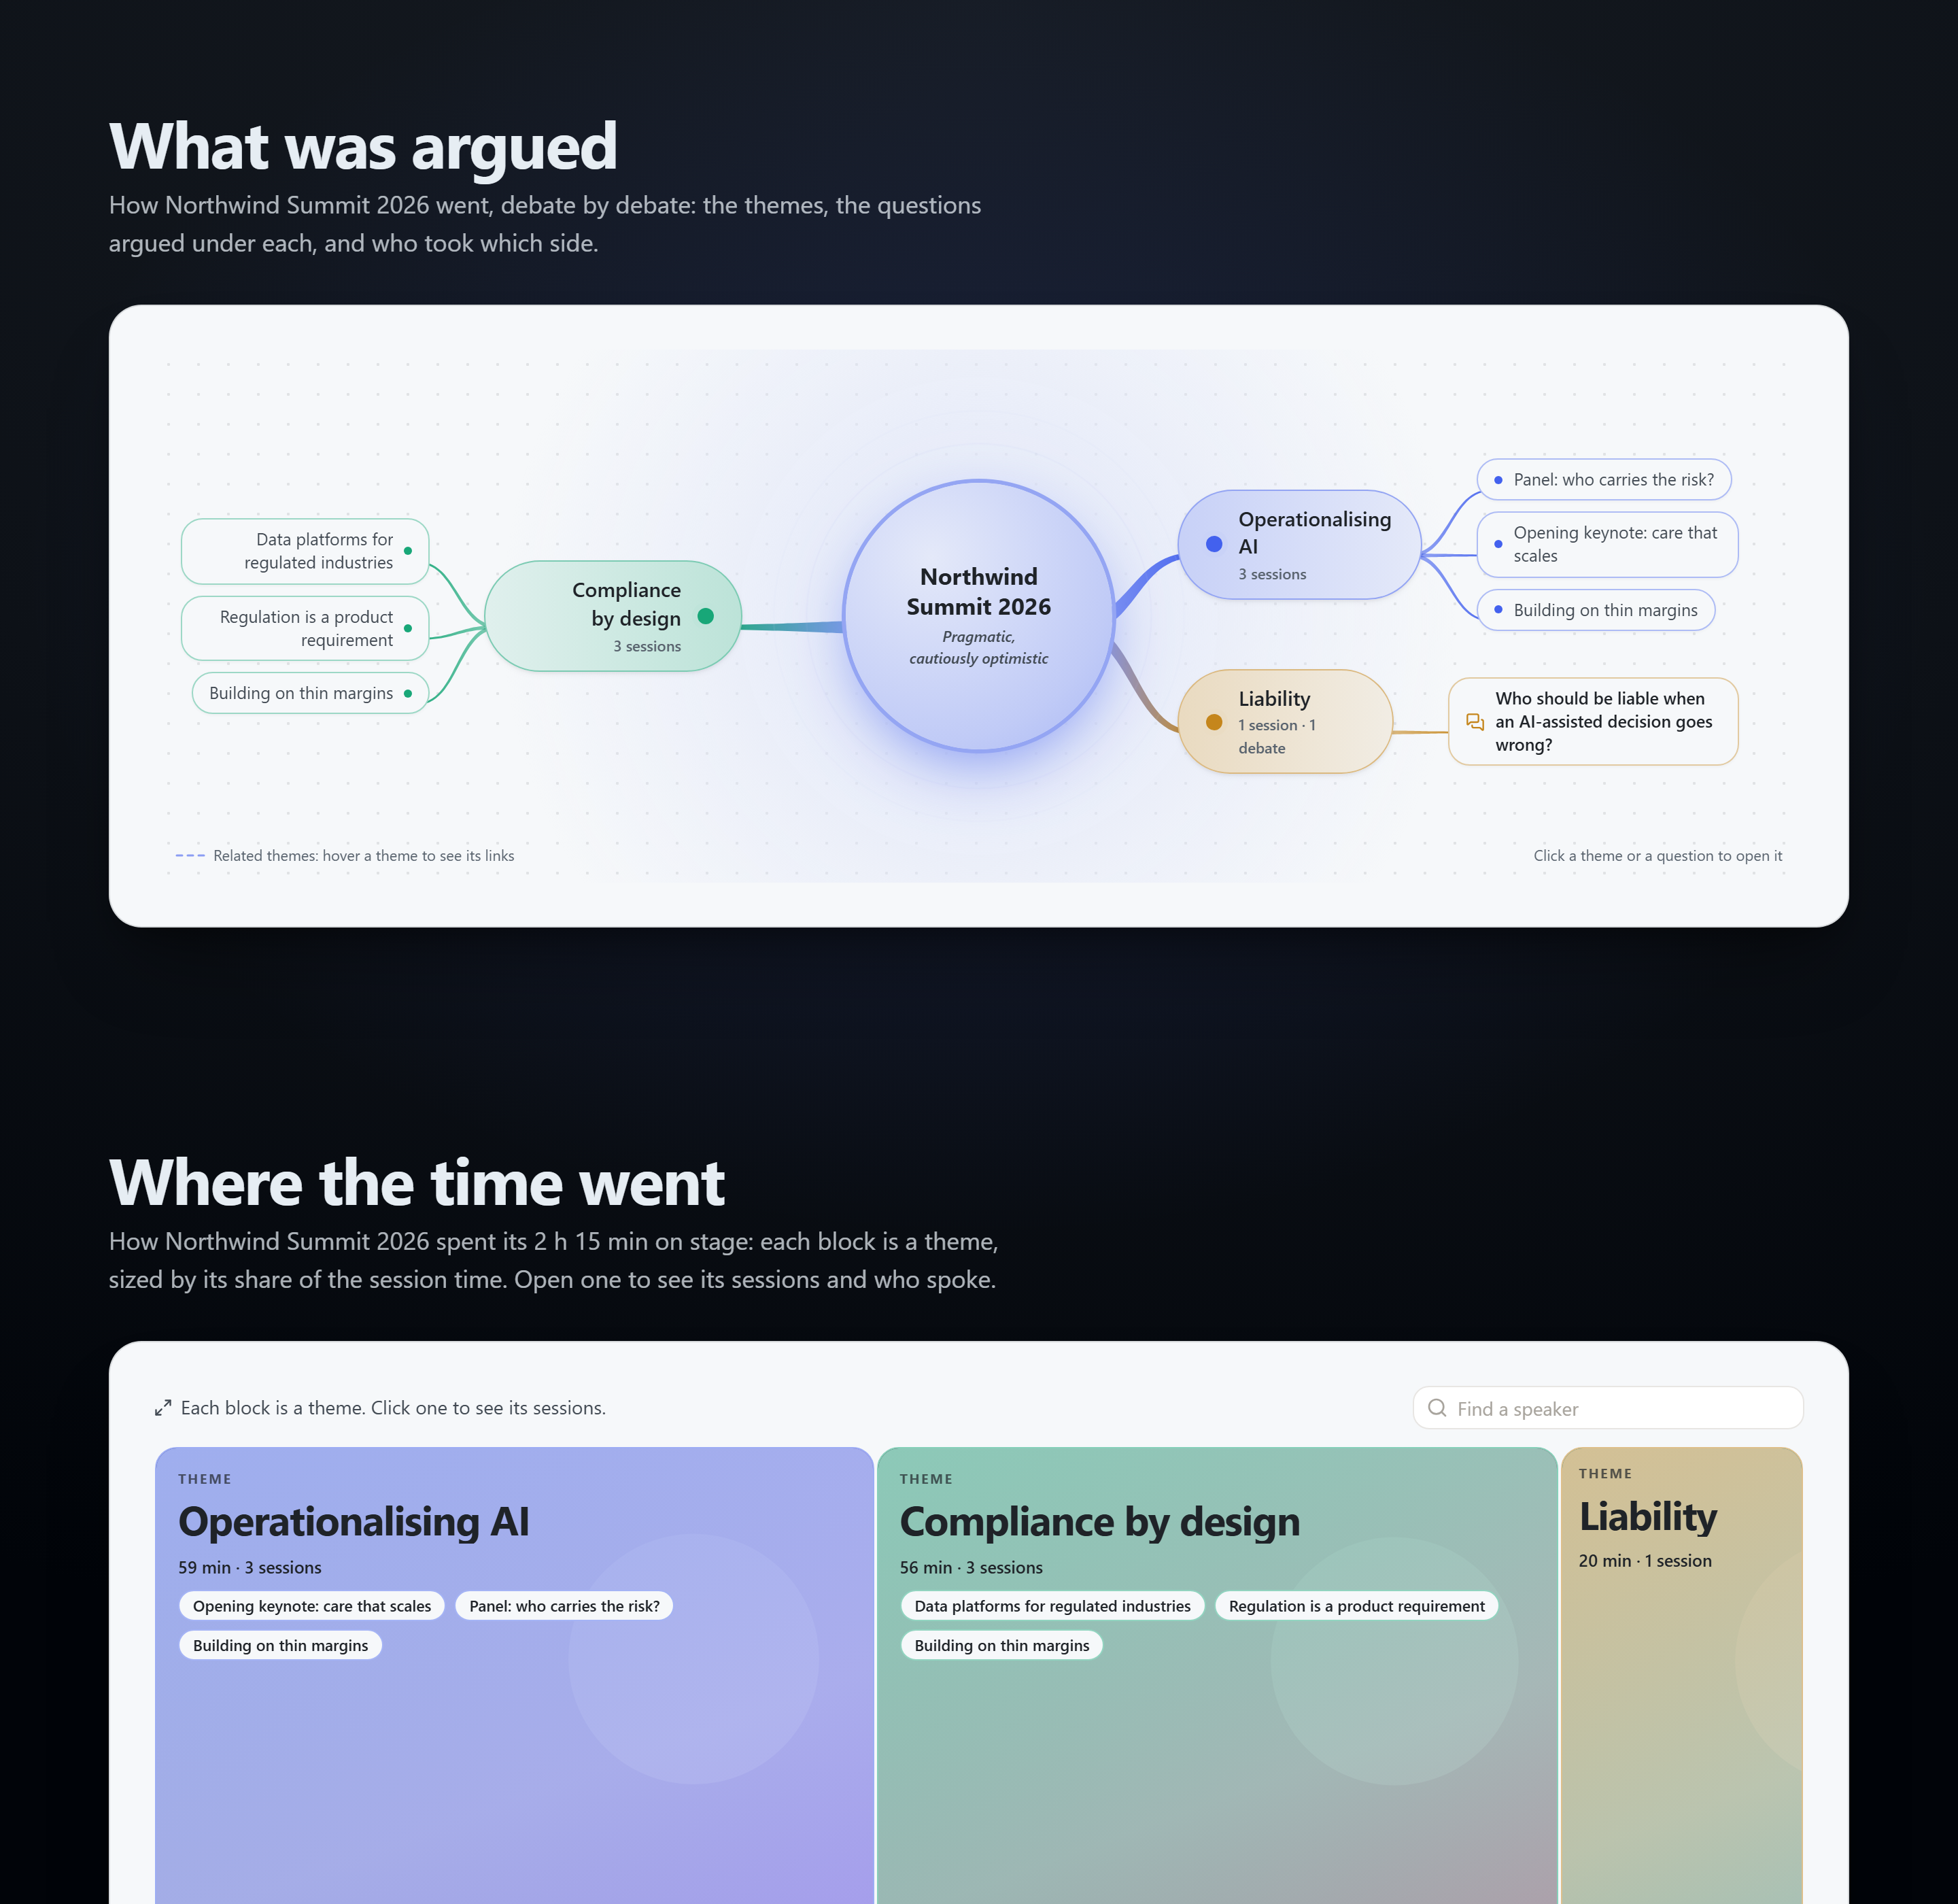 What was argued
How Northwind Summit 2026 went, debate by debate: the themes, the questions
argued under each, and who took which side.
Data platforms for
regulated industries
Regulation is a product
requirement
Building on thin margins
Compliance
by design
3 sessions
Northwind
Summit 2026
Pragmatic,
cautiously optimistic
Operationalising
AI
3 sessions
Panel: who carries the risk?
Opening keynote: care that
scales
Building on thin margins
Liability
1 session · 1
debate
Who should be liable when
an AI-assisted decision goes
wrong?
Related themes: hover a theme to see its links
Click a theme or a question to open it
Where the time went
How Northwind Summit 2026 spent its 2 h 15 min on stage: each block is a theme,
sized by its share of the session time. Open one to see its sessions and who spoke.
Each block is a theme. Click one to see its sessions.
Find a speaker
THEME
Operationalising AI
59 min · 3 sessions
Opening keynote: care that scales
Panel: who carries the risk?
Building on thin margins
THEME
Compliance by design
56 min · 3 sessions
Data platforms for regulated industries
Regulation is a product requirement
Building on thin margins
THEME
Liability
20 min · 1 session